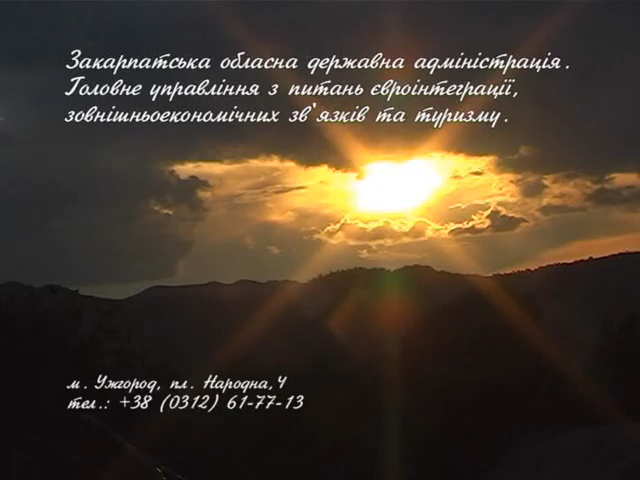 Закарпатська обласна державна адміністрація.
Головне управління з питань євроінтеграції,
зовнішньоекономічних зв`язків та туризму.
м. Ужгород, пл. Народна,4
тел.: +38 (0312) 61-77-13